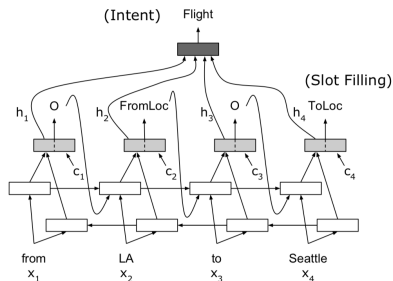 (Intent) Flight
(Slot Filling)
O FromLoc O ToLoc
h1 h2 h3 h4
c1 c2 c3 c4
from LA to Seattle
x1 x2 x3 x4